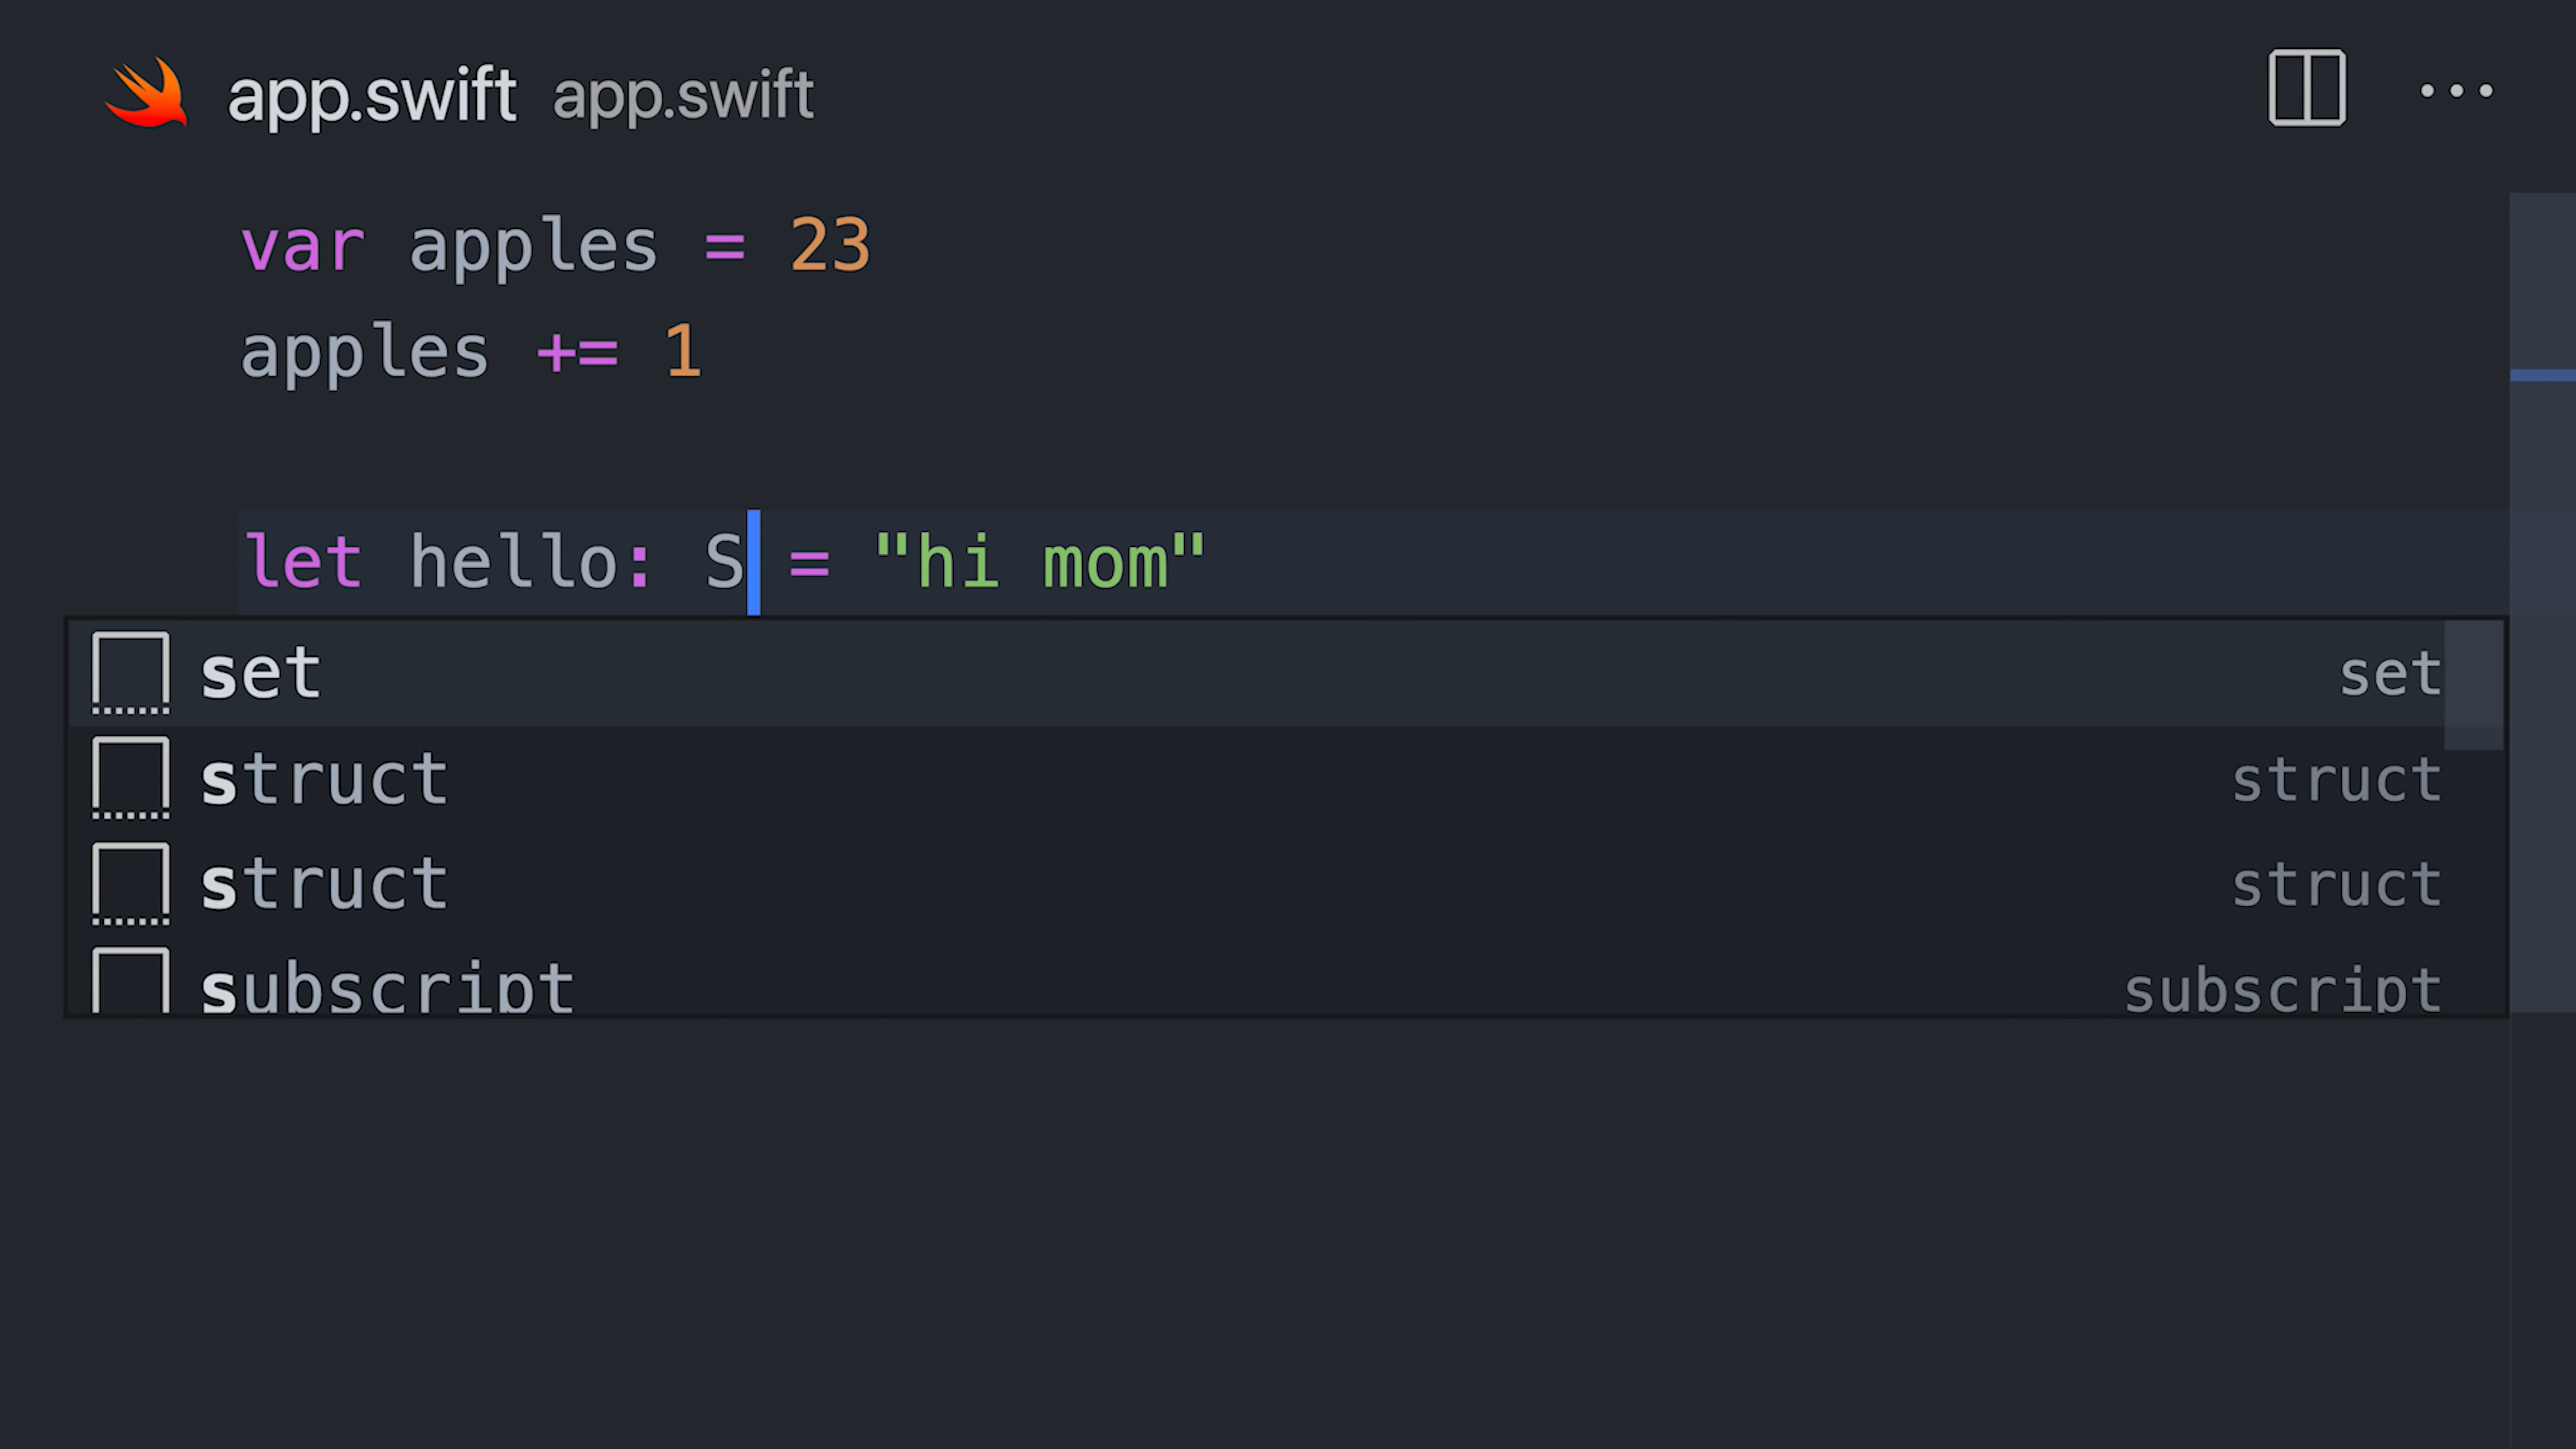 app.swift app.swift
var apples = 23
apples += 1
let hello: S = "hi mom"
set set
struct struct
struct struct
subscript subscript